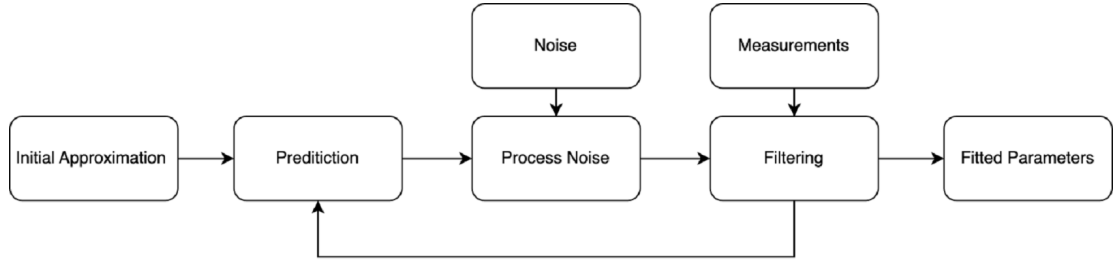 Noise
Measurements
Initial Approximation
Preditiction
Process Noise
Filtering
Fitted Parameters